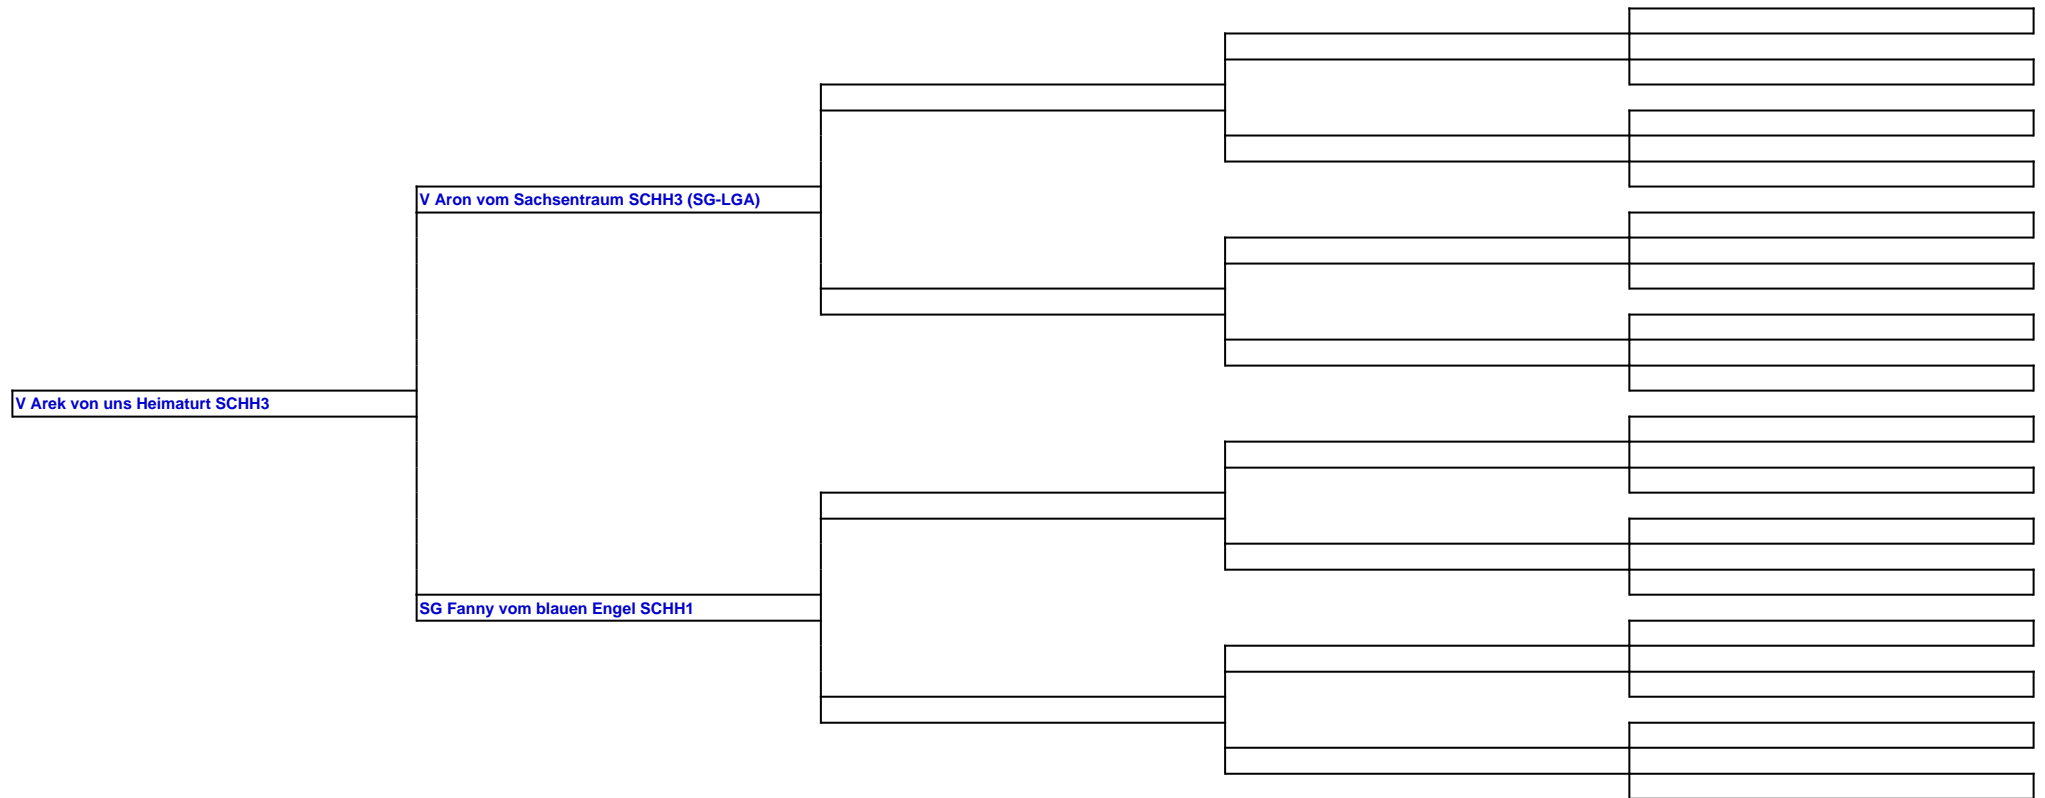 V Aron vom Sachsentraum SCHH3 (SG-LGA)
V Arek von uns Heimaturt SCHH3
SG Fanny vom blauen Engel SCHH1